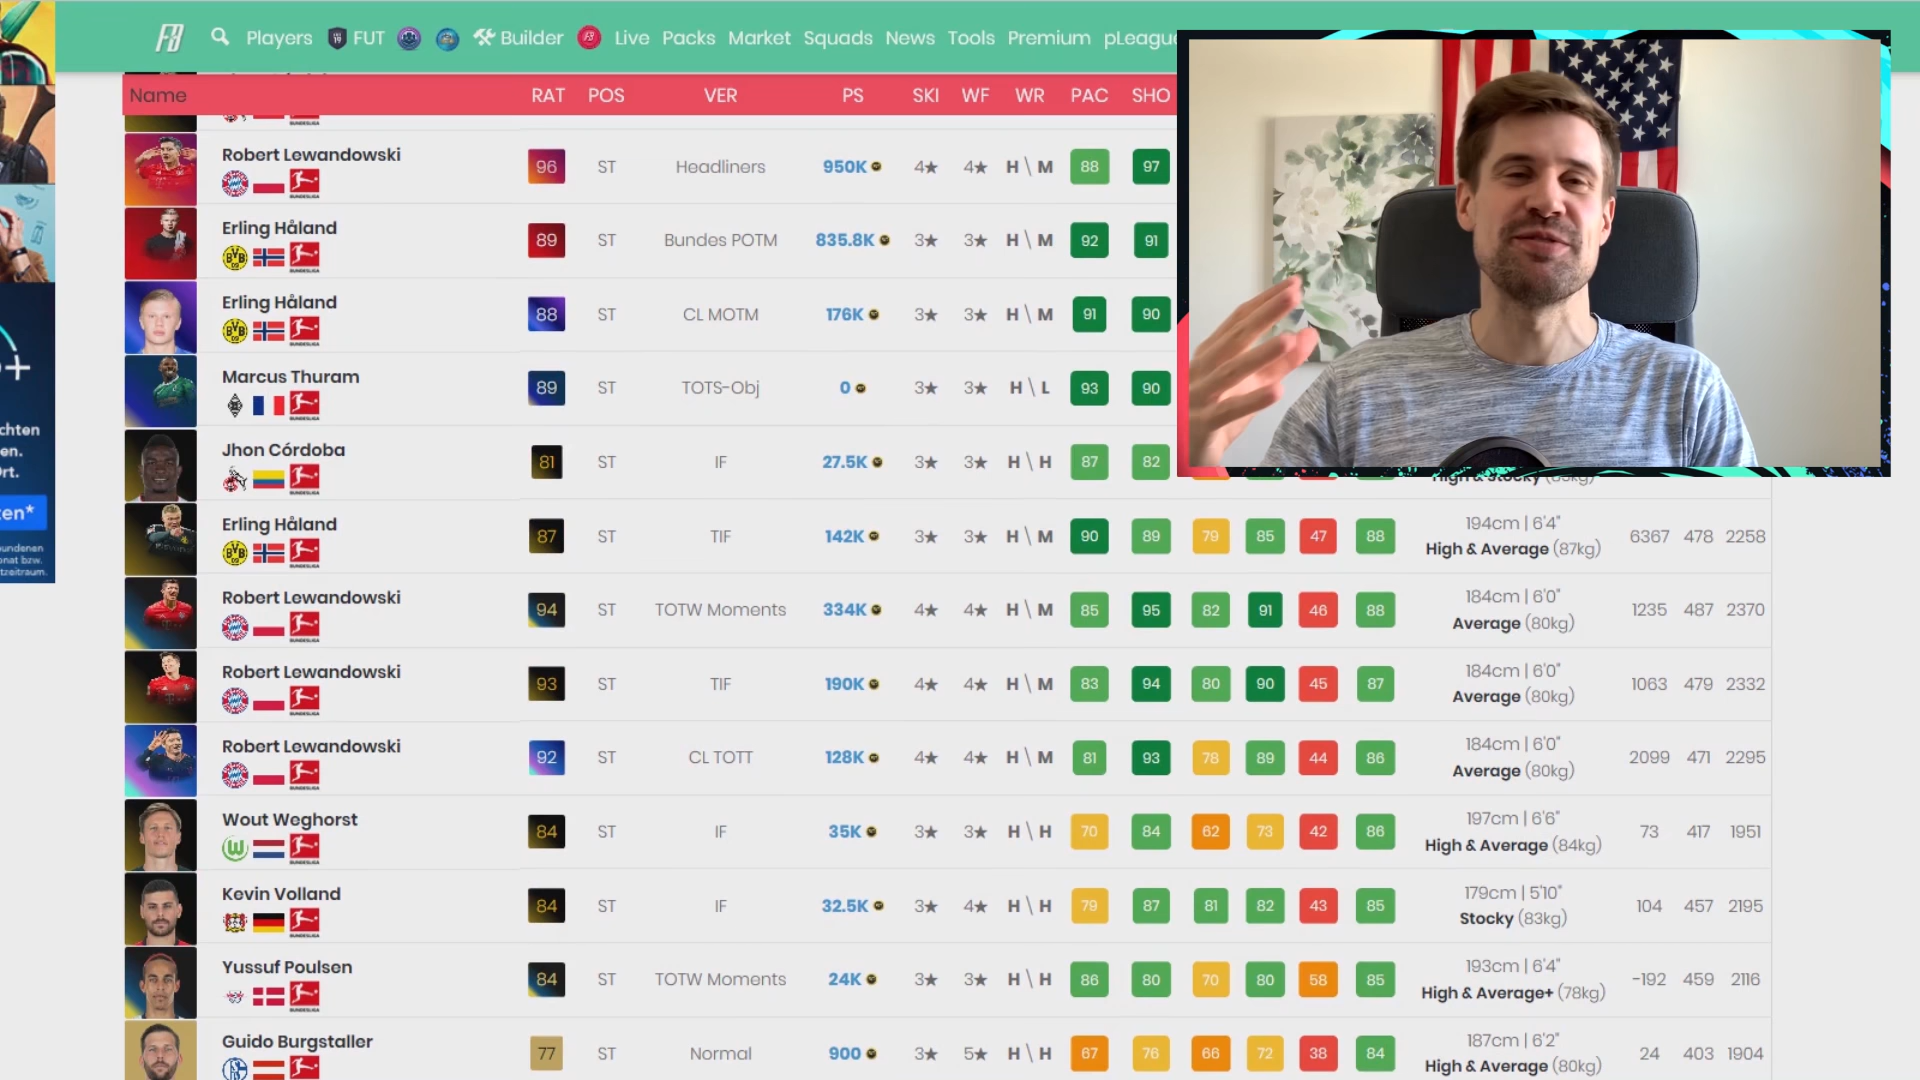 Players FUT Builder Live Packs Market Squads News Tools Premium pLeague
Name RAT POS VER PS SKI WF WR PAC SHO
Robert Lewandowski 96 ST Headliners 950K 4★ 4★ H \ M 88 97
Erling Håland 89 ST Bundes POTM 835.8K 3★ 3★ H \ M 92 91
Erling Håland 88 ST CL MOTM 176K 3★ 3★ H \ M 91 90
Marcus Thuram 89 ST TOTS-Obj 0 3★ 3★ H \ L 93 90
Jhon Córdoba 81 ST IF 27.5K 3★ 3★ H \ H 87 82
High & Stocky
Erling Håland 87 ST TIF 142K 3★ 3★ H \ M 90 89 79 85 47 88 194cm | 6'4" 6367 478 2258
High & Average (87kg)
Robert Lewandowski 94 ST TOTW Moments 334K 4★ 4★ H \ M 85 95 82 91 46 88 184cm | 6'0" 1235 487 2370
Average (80kg)
Robert Lewandowski 93 ST TIF 190K 4★ 4★ H \ M 83 94 80 90 45 87 184cm | 6'0" 1063 479 2332
Average (80kg)
Robert Lewandowski 92 ST CL TOTT 128K 4★ 4★ H \ M 81 93 78 89 44 86 184cm | 6'0" 2099 471 2295
Average (80kg)
Wout Weghorst 84 ST IF 35K 3★ 3★ H \ H 70 84 62 73 42 86 197cm | 6'6" 73 417 1951
High & Average (84kg)
Kevin Volland 84 ST IF 32.5K 3★ 4★ H \ H 79 87 81 82 43 85 179cm | 5'10" 104 457 2195
Stocky (83kg)
Yussuf Poulsen 84 ST TOTW Moments 24K 3★ 3★ H \ H 86 80 70 80 58 85 193cm | 6'4" -192 459 2116
High & Average+ (78kg)
Guido Burgstaller 77 ST Normal 900 3★ 5★ H \ H 67 76 66 72 38 84 187cm | 6'2" 24 403 1904
High & Average (80kg)
+
chten
en.
ort.
en*
bundenen
onat bzw.
tzeitraum.